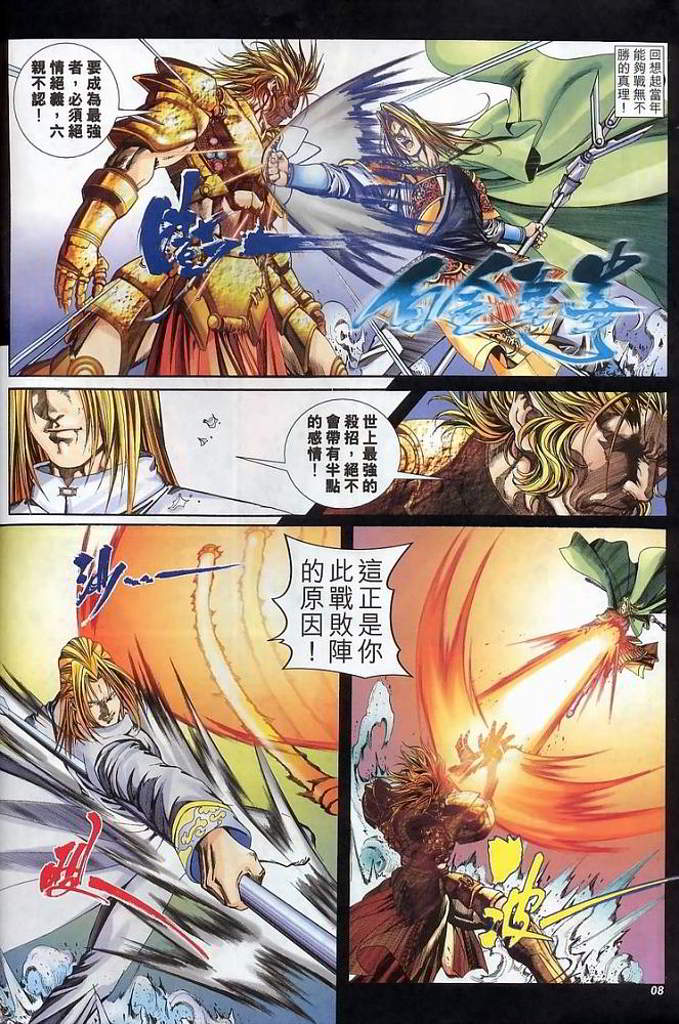 回想起當年
能夠戰無不
勝的真理！
要成為最強
者，必須絕
情絕義，六
親不認！
世上最強的
殺招，絕不
會帶有半點
的感情！
這正是你
此戰敗陣
的原因！
波
08